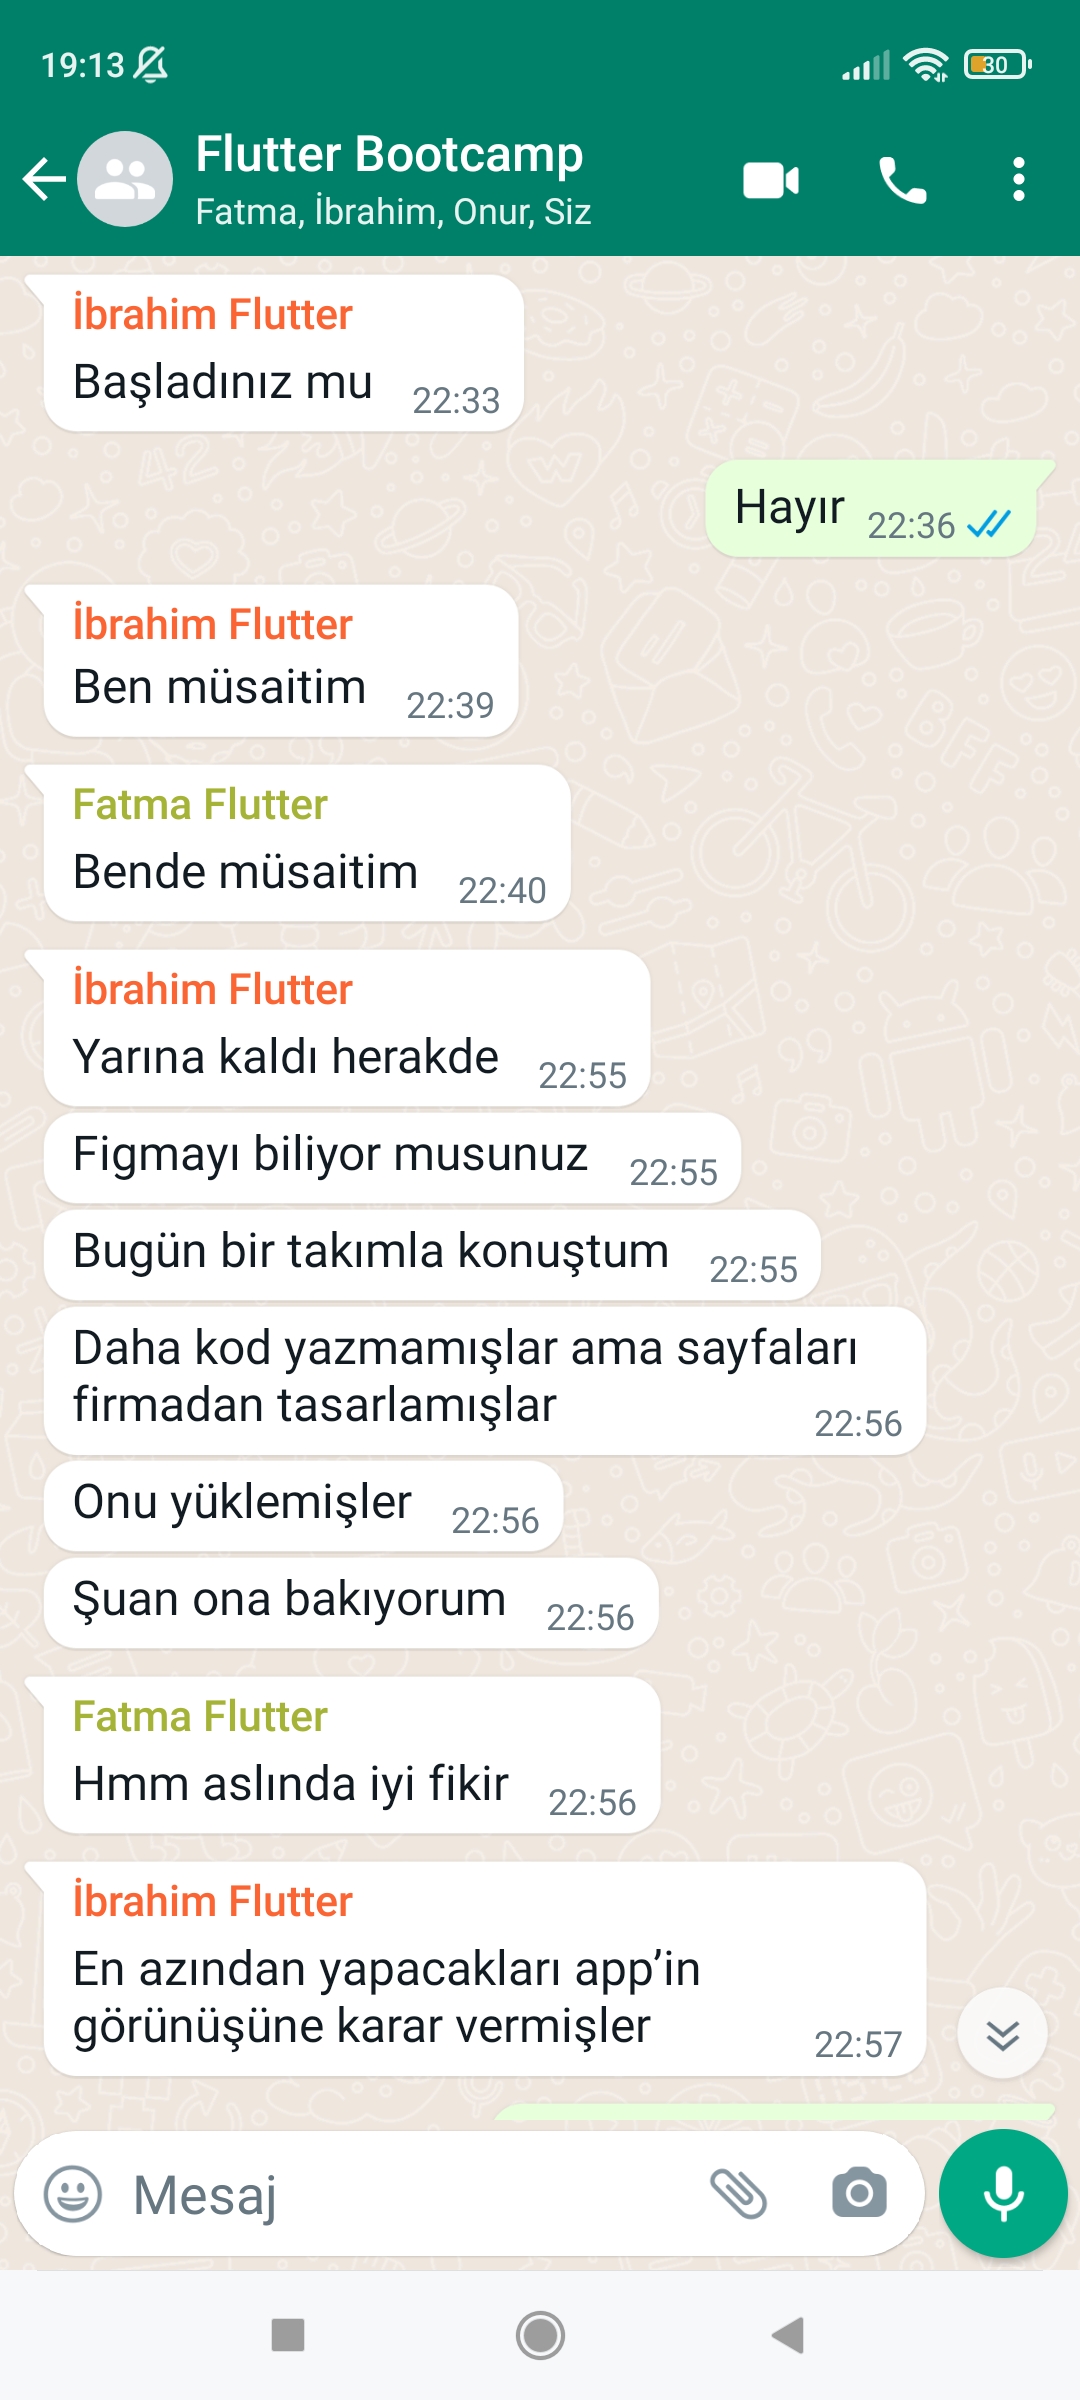 19:13
30
Flutter Bootcamp
Fatma, İbrahim, Onur, Siz
İbrahim Flutter
Başladınız mu 22:33
Hayır 22:36
İbrahim Flutter
Ben müsaitim 22:39
Fatma Flutter
Bende müsaitim 22:40
İbrahim Flutter
Yarına kaldı herakde 22:55
Figmayı biliyor musunuz 22:55
Bugün bir takımla konuştum 22:55
Daha kod yazmamışlar ama sayfaları
firmadan tasarlamışlar 22:56
Onu yüklemişler 22:56
Şuan ona bakıyorum 22:56
Fatma Flutter
Hmm aslında iyi fikir 22:56
İbrahim Flutter
En azından yapacakları app’in
görünüşüne karar vermişler 22:57
Mesaj